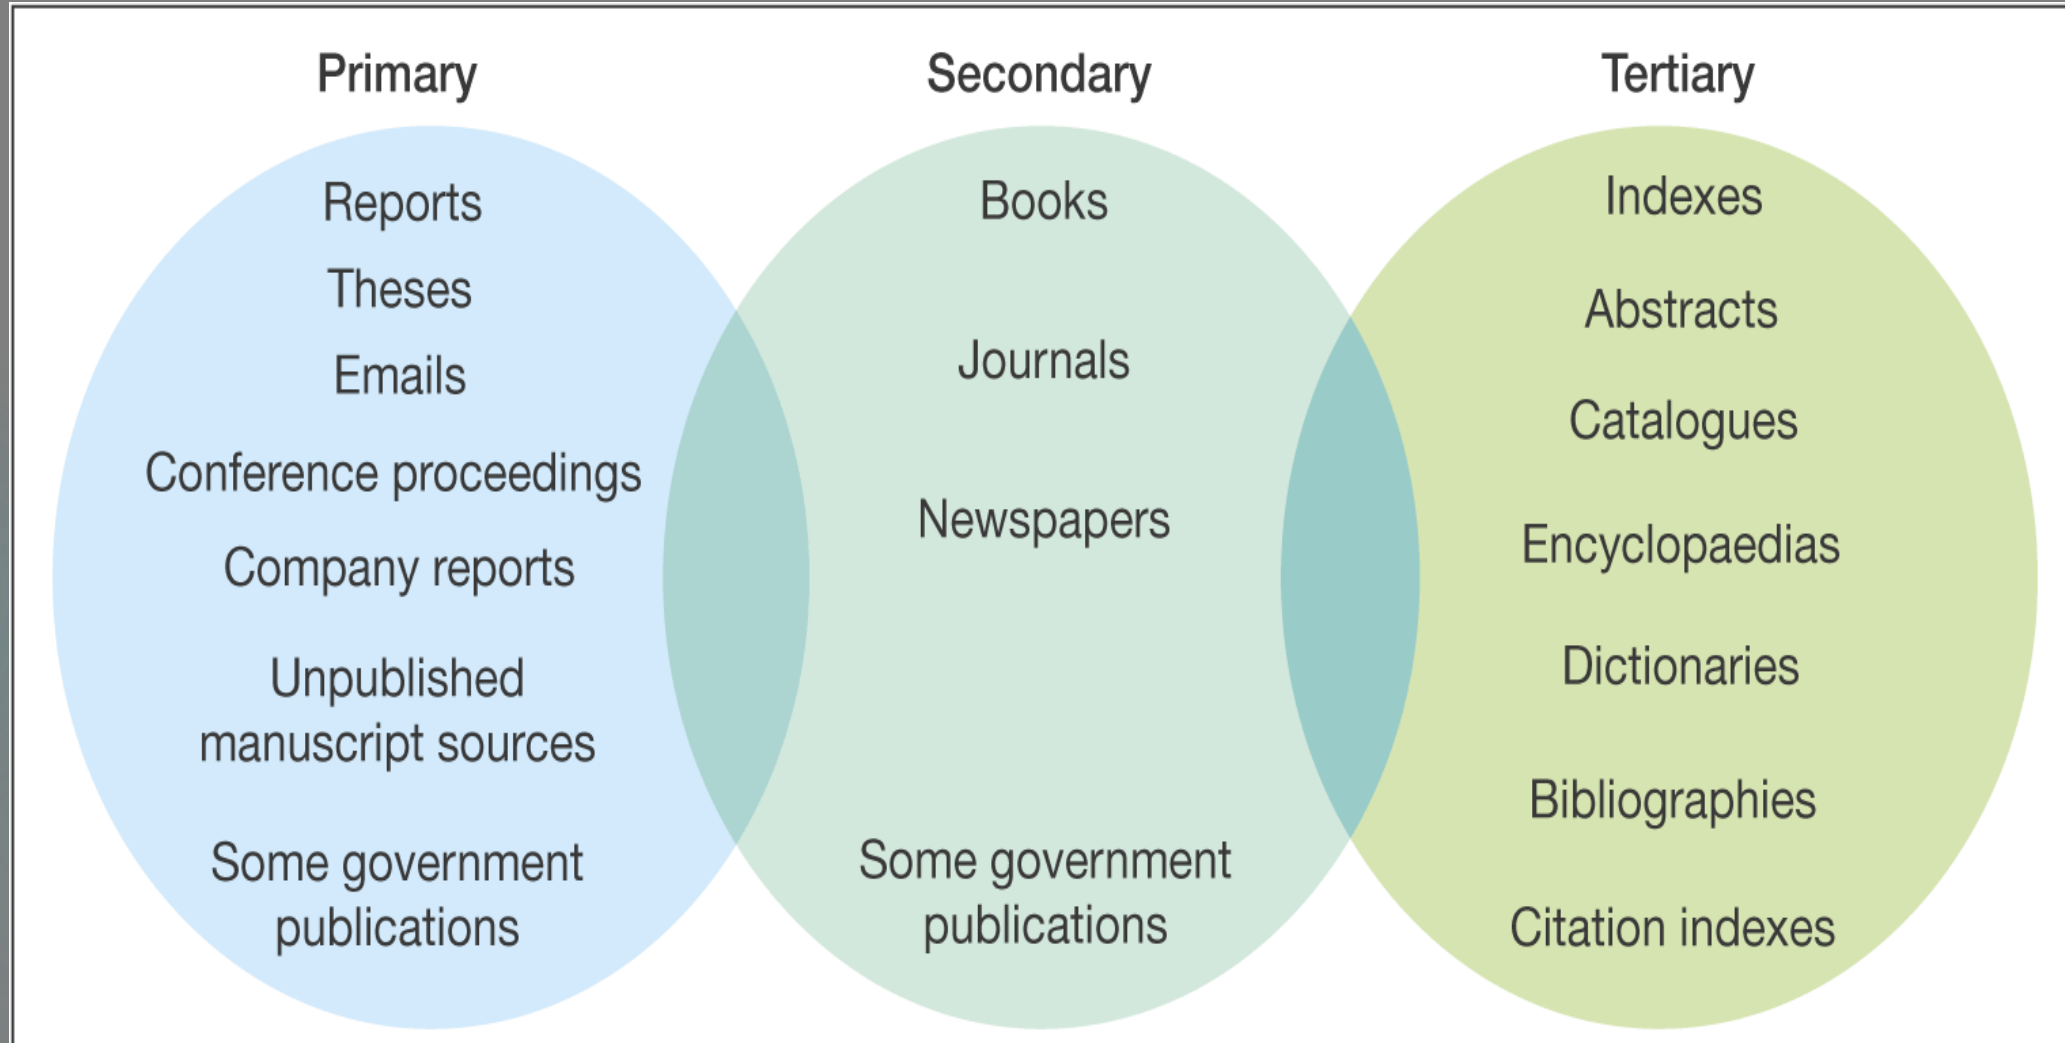 Primary
Reports
Theses
Emails
Conference proceedings
Company reports
Unpublished
manuscript sources
Some government
publications
Secondary
Books
Journals
Newspapers
Some government
publications
Tertiary
Indexes
Abstracts
Catalogues
Encyclopaedias
Dictionaries
Bibliographies
Citation indexes